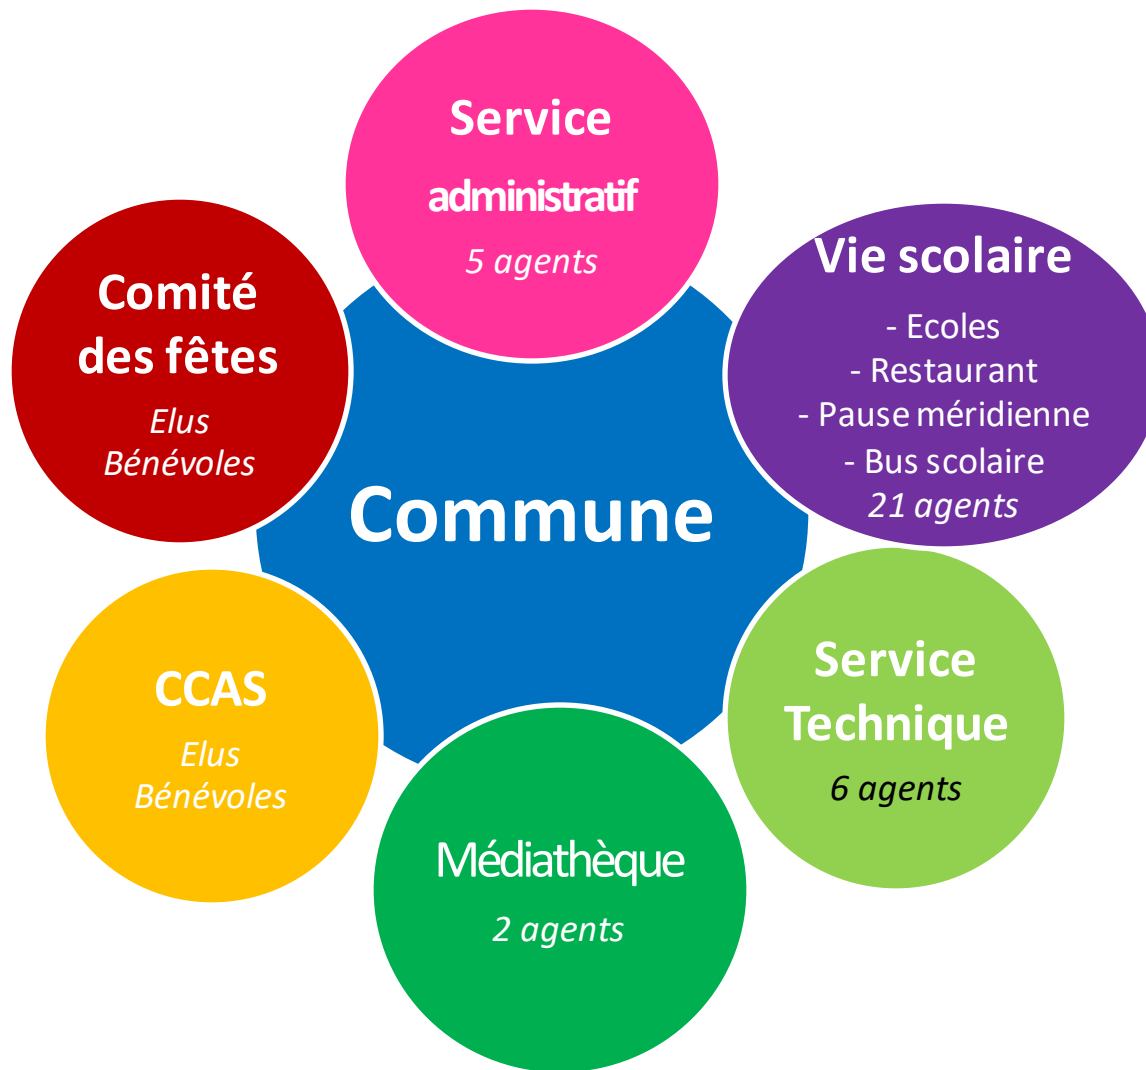 Service
administratif
5 agents
Vie scolaire
- Ecoles
- Restaurant
- Pause méridienne
- Bus scolaire
21 agents
Comité
des fêtes
Elus
Bénévoles
Commune
CCAS
Elus
Bénévoles
Service
Technique
6 agents
Médiathèque
2 agents